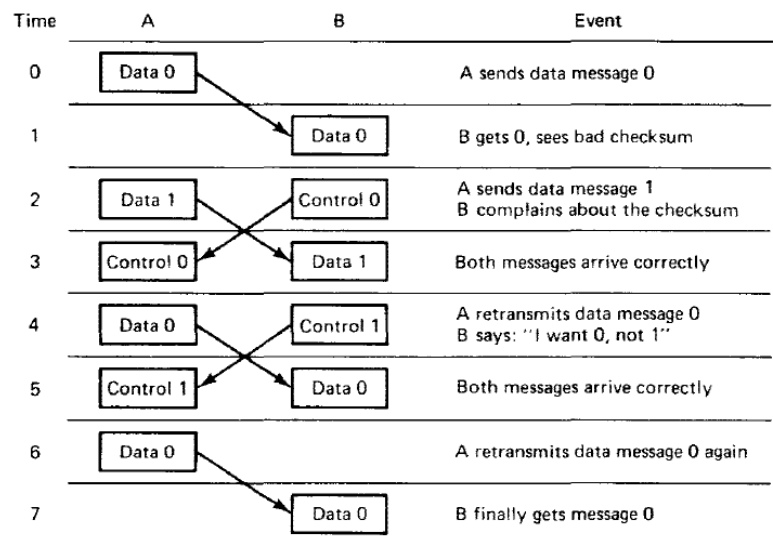 Time A B Event
0 Data 0 A sends data message 0
1 Data 0 B gets 0, sees bad checksum
2 Data 1 Control 0 A sends data message 1
B complains about the checksum
3 Control 0 Data 1 Both messages arrive correctly
4 Data 0 Control 1 A retransmits data message 0
B says: "I want 0, not 1"
5 Control 1 Data 0 Both messages arrive correctly
6 Data 0 A retransmits data message 0 again
7 Data 0 B finally gets message 0